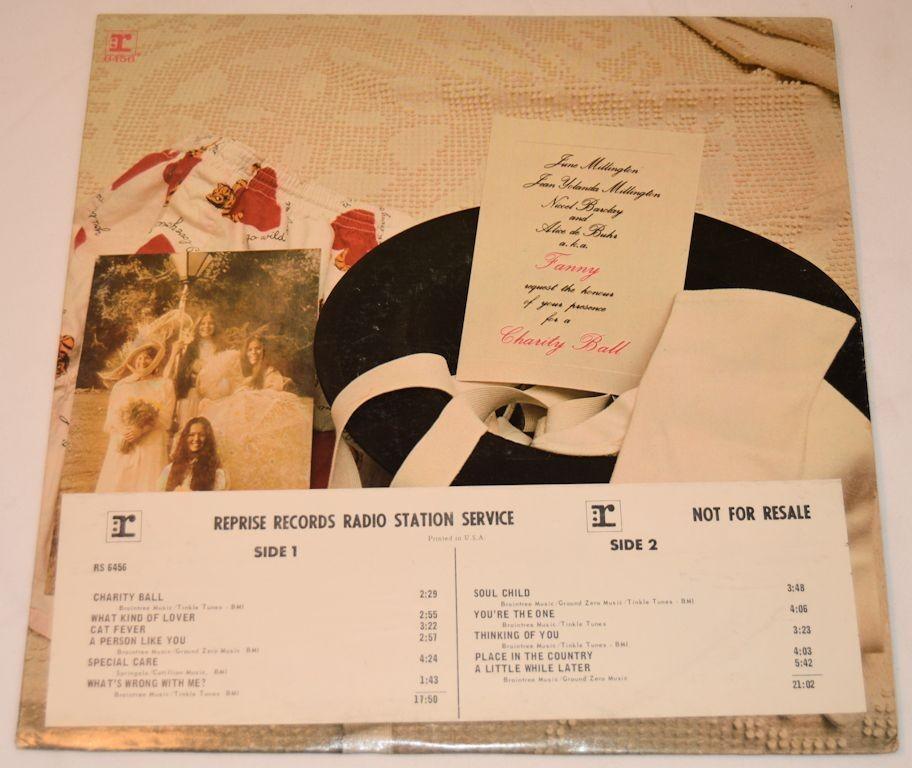 r
6456
go wild
June Millington
Jean Yolanda Millington
Nicoel Barclay
and
Alice de Buhr
a.k.a.
Fanny
request the honour
of your presence
for a
Charity Ball
r
REPRISE RECORDS RADIO STATION SERVICE
r
NOT FOR RESALE
Printed in U.S.A.
SIDE 1
SIDE 2
RS 6456
CHARITY BALL 2:29
Braintree Music/Tinkle Tunes - BMI
WHAT KIND OF LOVER 2:55
CAT FEVER 3:22
A PERSON LIKE YOU 2:57
Braintree Music/Ground Zero Music BMI
SPECIAL CARE 4:24
Springalo/Cotillion Music, BMI
WHAT'S WRONG WITH ME? 1:43
Braintree Music/Tinkle Tunes BMI
17:50
SOUL CHILD 3:48
Braintree Music/Ground Zero Music/Tinkle Tunes - BMI
YOU'RE THE ONE 4:06
Braintree Music/Tinkle Tunes
THINKING OF YOU 3:23
Braintree Music/Tinkle Tunes - BMI
PLACE IN THE COUNTRY 4:03
A LITTLE WHILE LATER 5:42
Braintree Music/Ground Zero Music
21:02